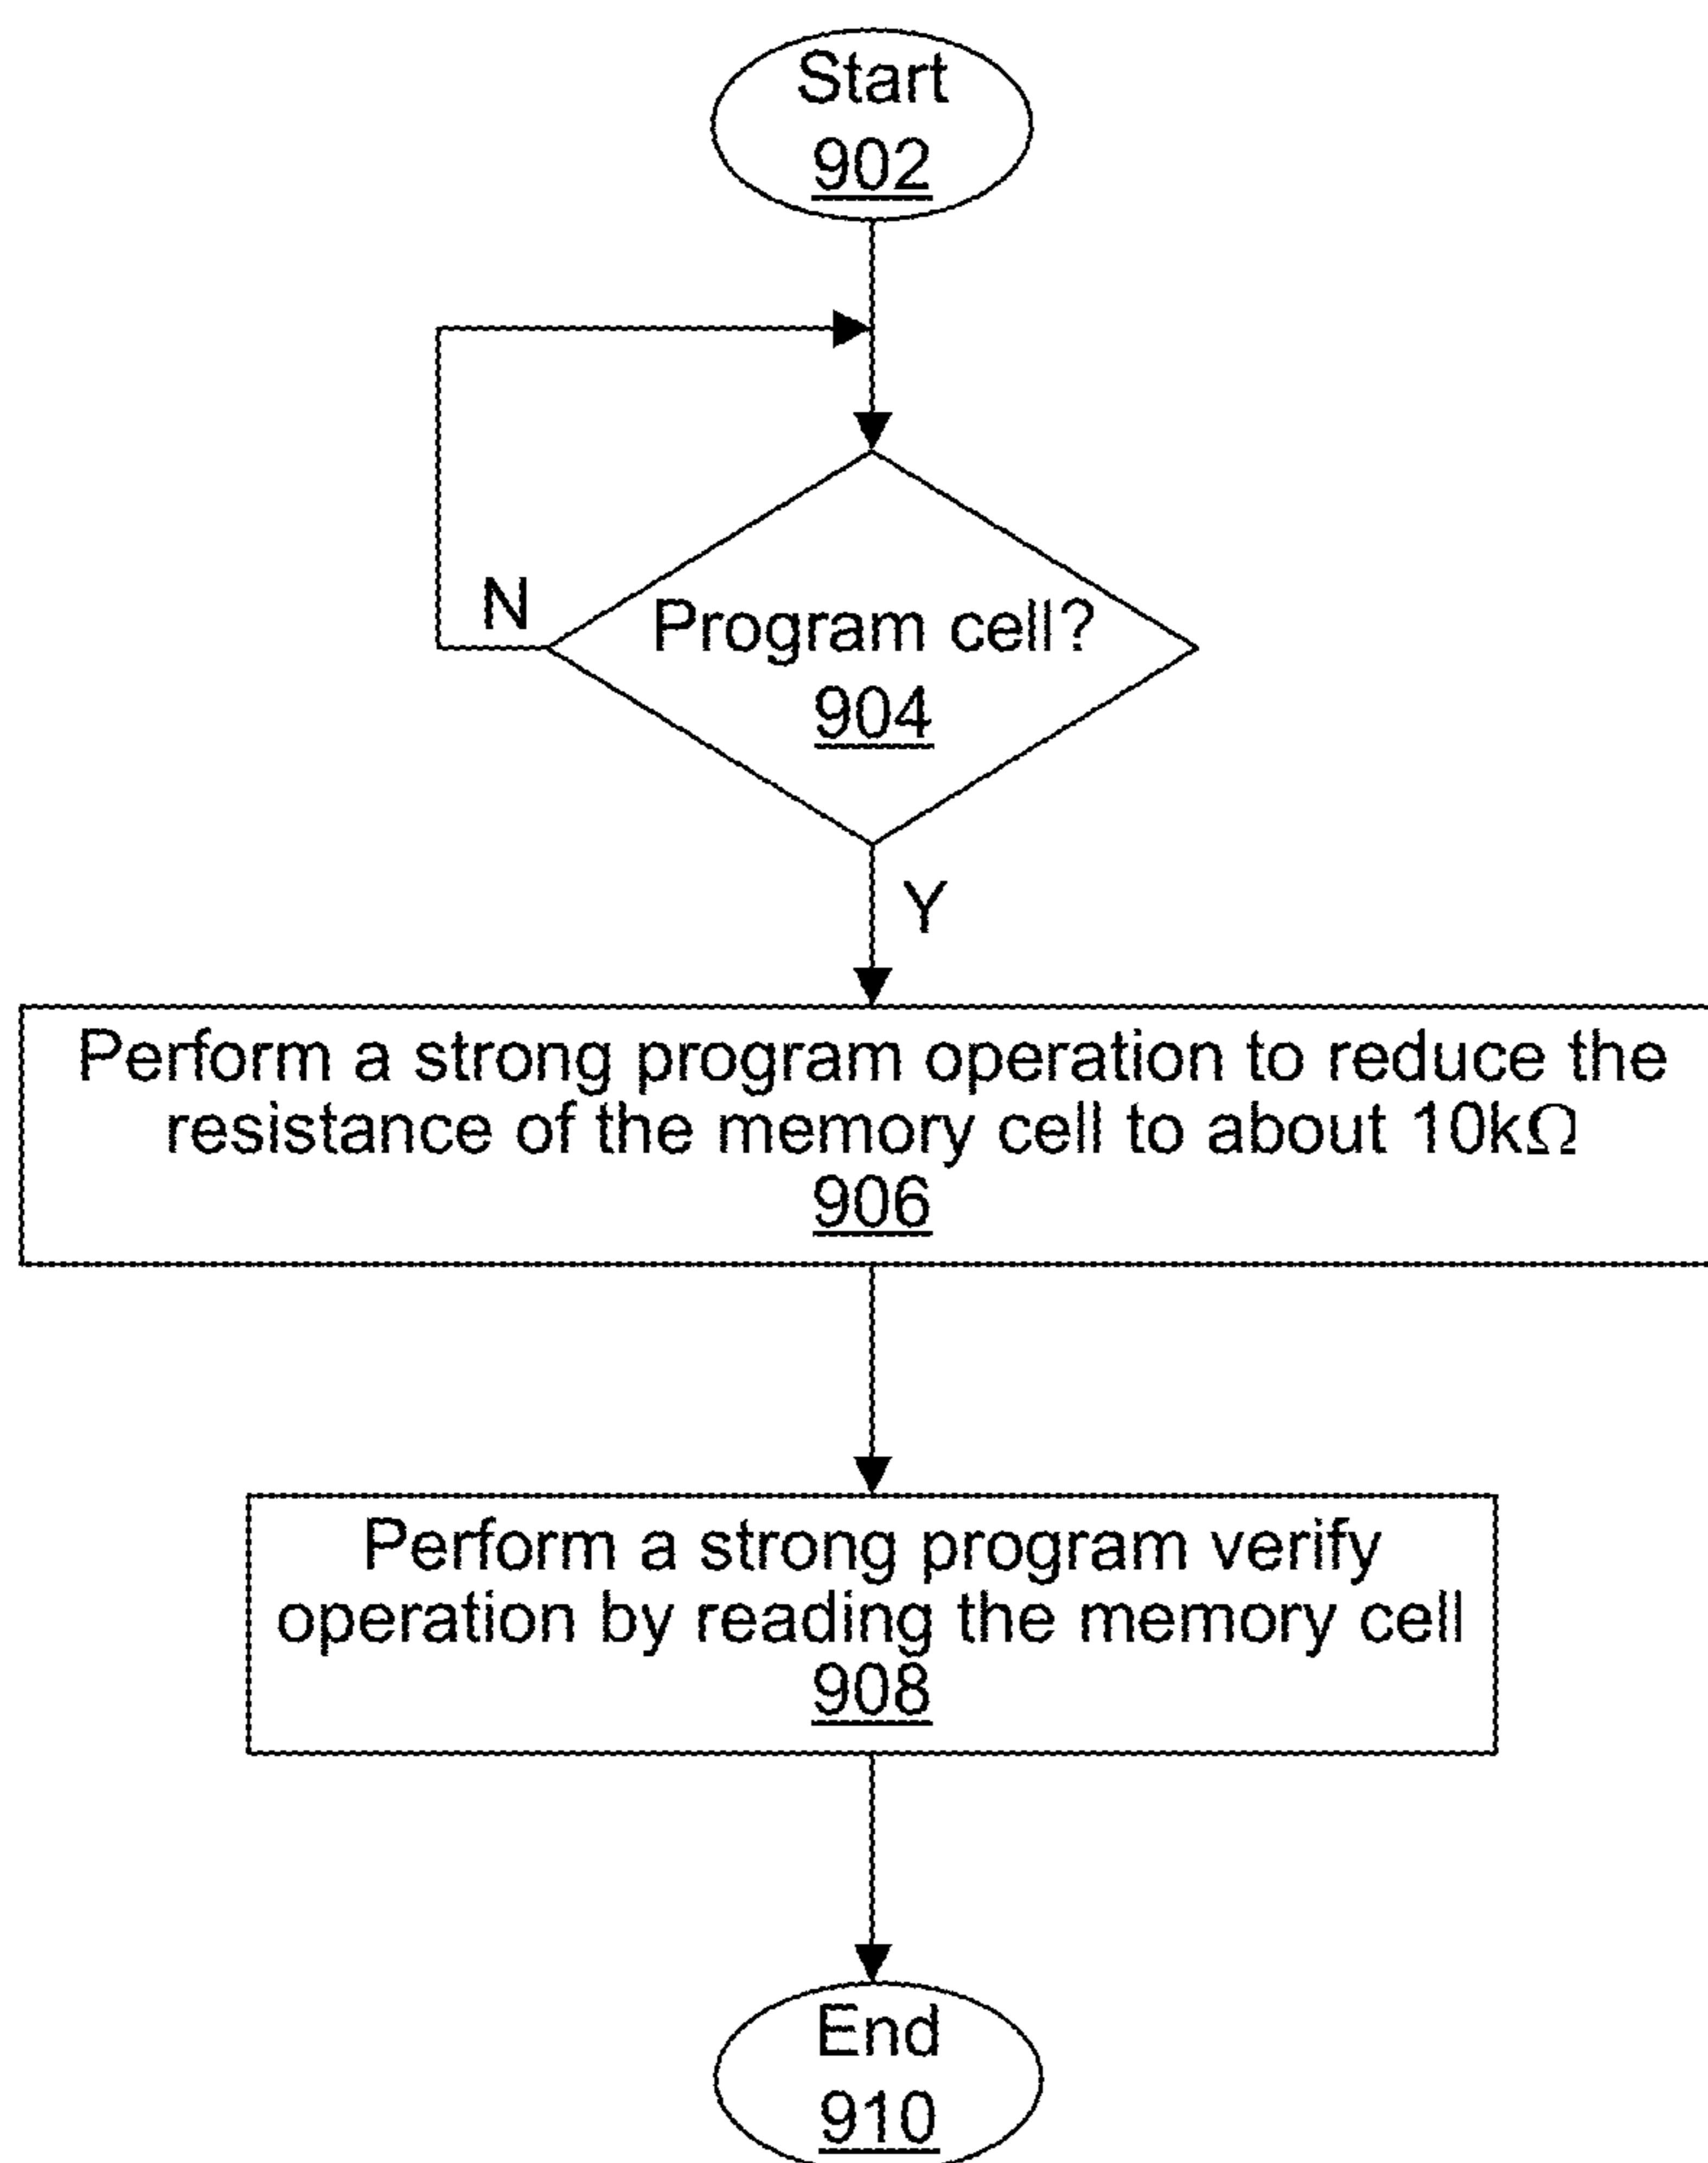 Start
902
N
Program cell?
904
Y
Perform a strong program operation to reduce the
resistance of the memory cell to about 10kΩ
906
Perform a strong program verify
operation by reading the memory cell
908
End
910